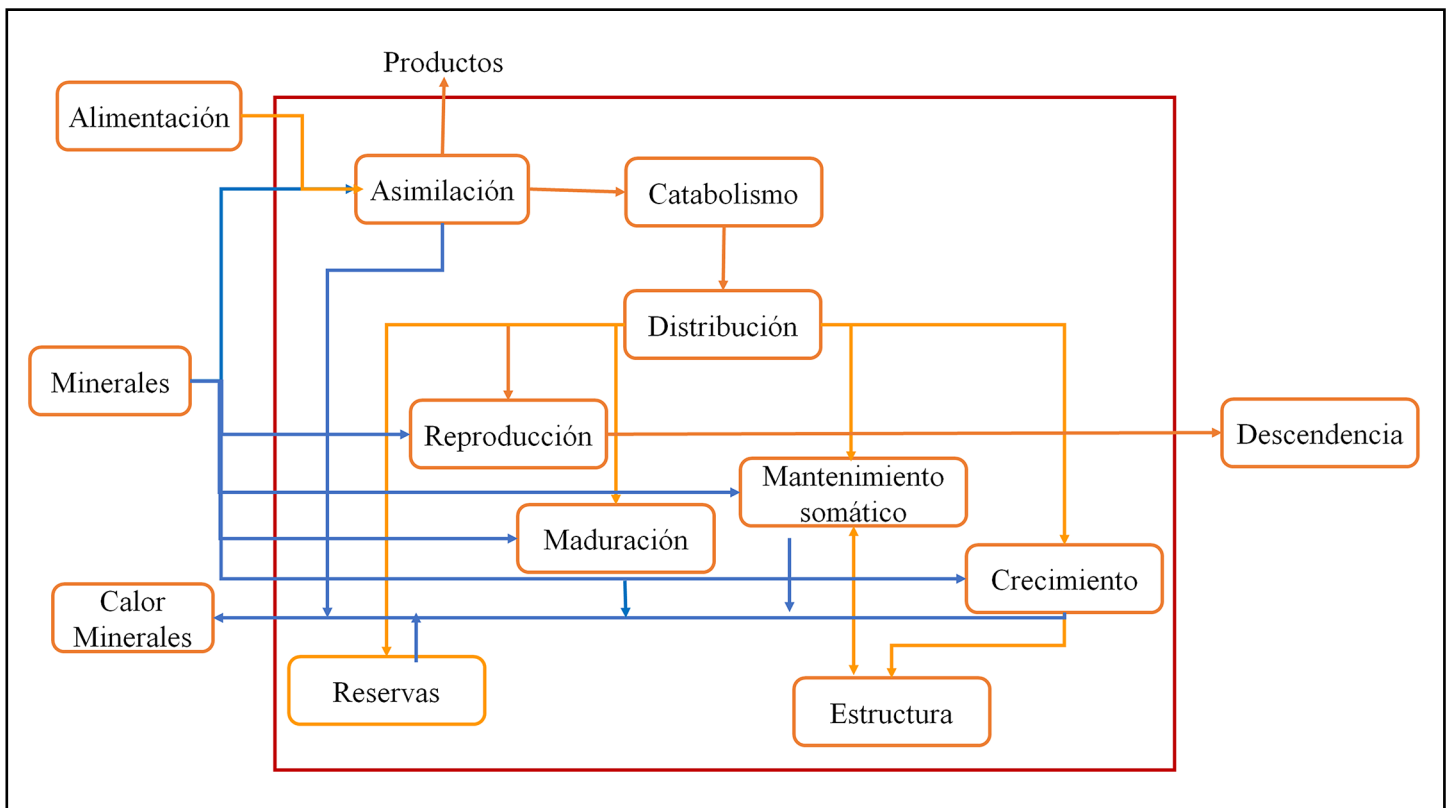 Productos
Alimentación
Asimilación
Catabolismo
Distribución
Minerales
Reproducción
Descendencia
Mantenimiento
somático
Maduración
Crecimiento
Calor
Minerales
Reservas
Estructura